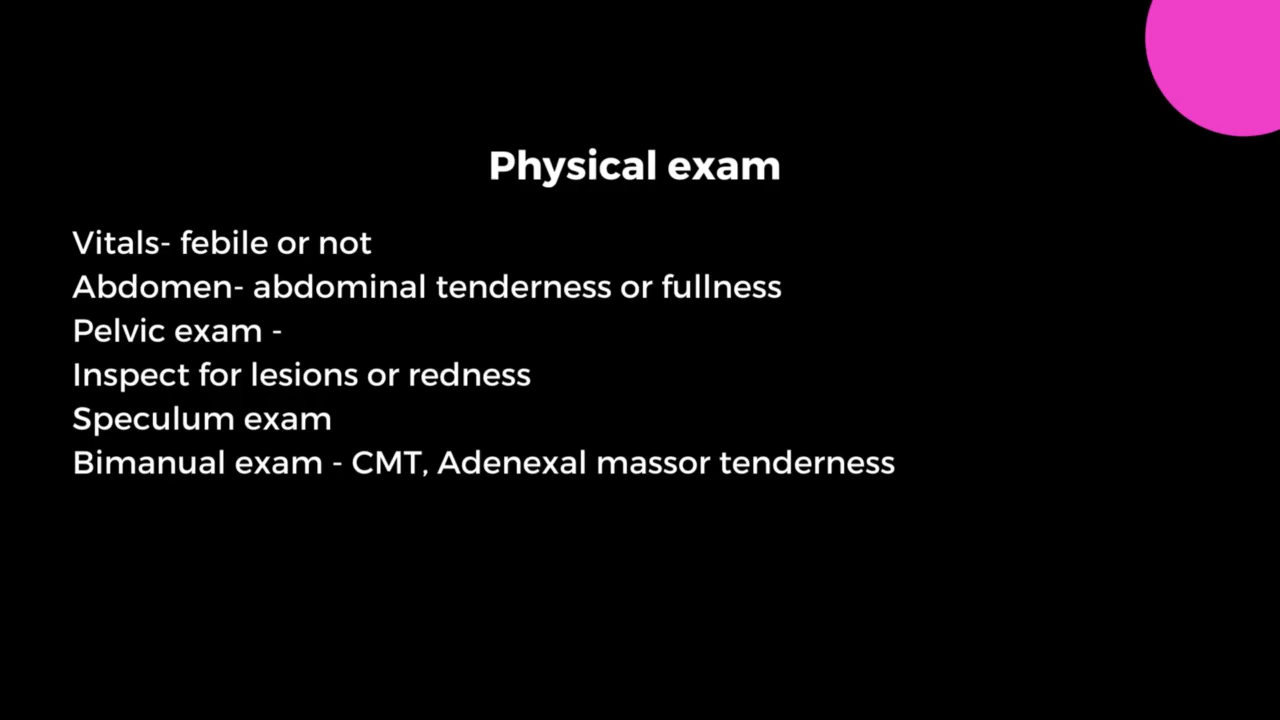 Physical exam
Vitals- febile or not
Abdomen- abdominal tenderness or fullness
Pelvic exam -
Inspect for lesions or redness
Speculum exam
Bimanual exam - CMT, Adenexal massor tenderness